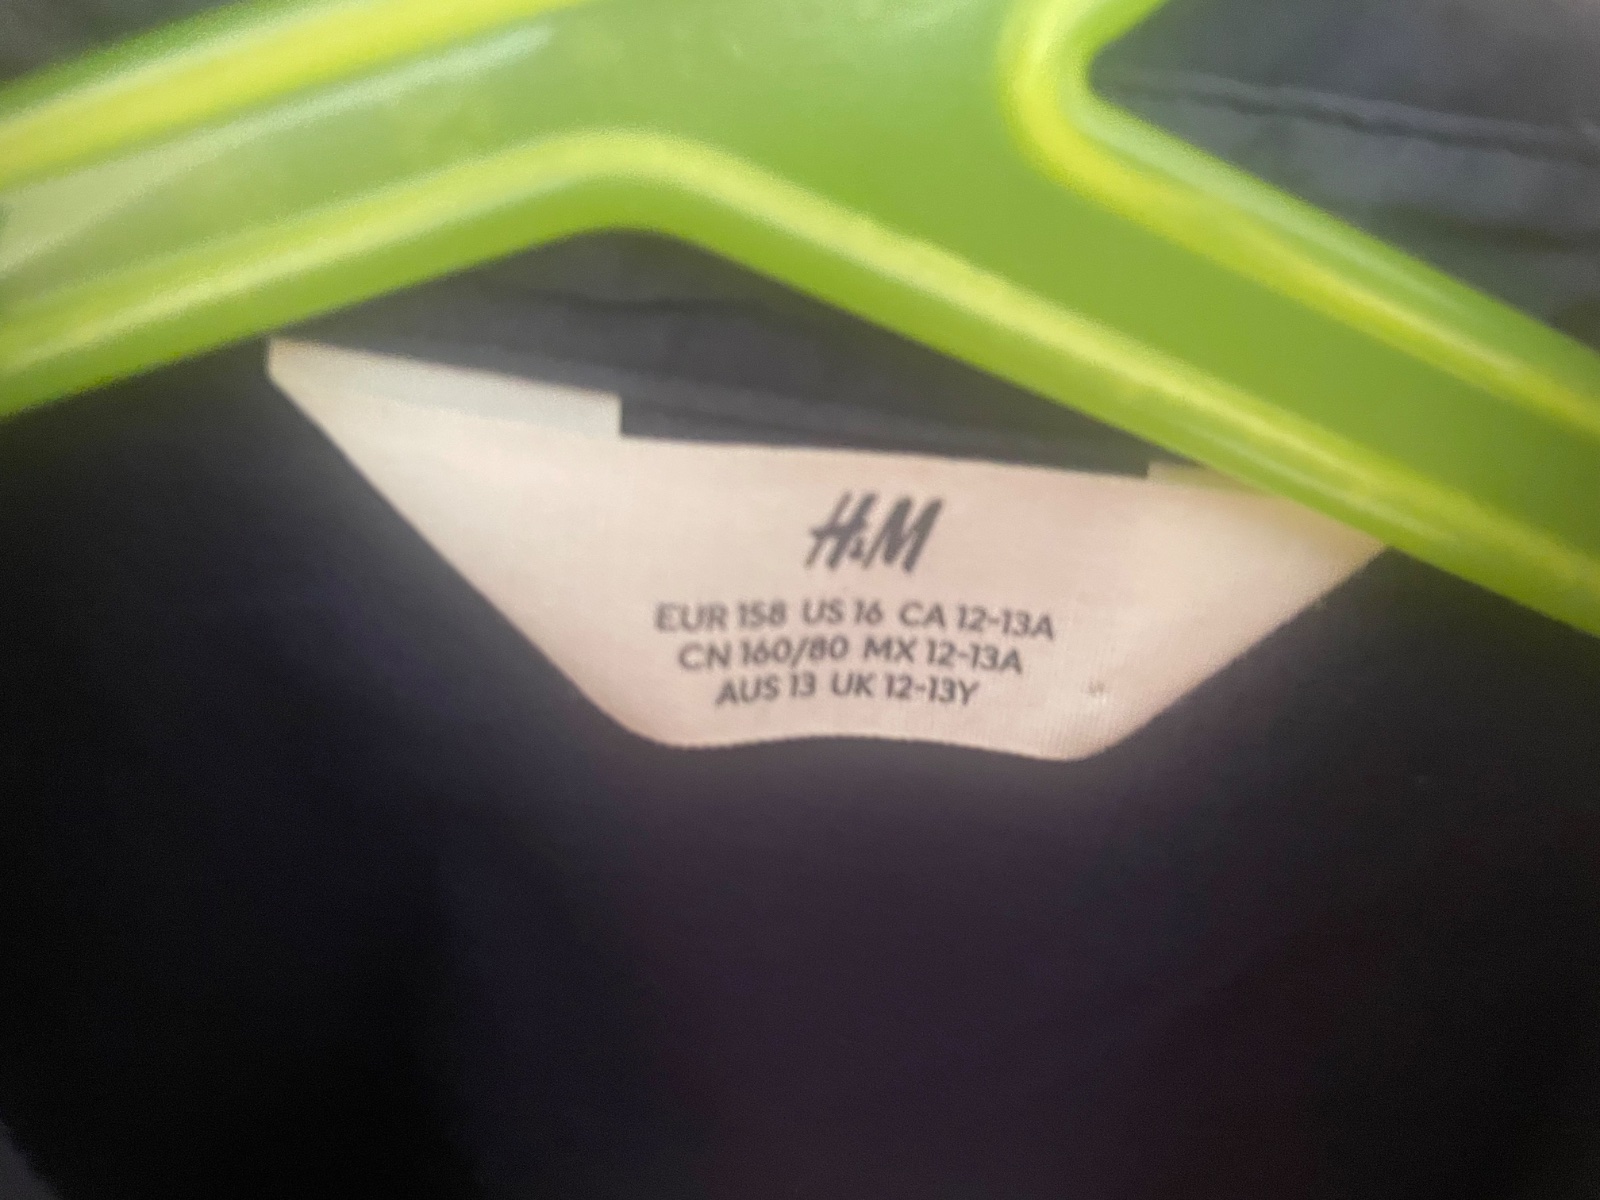 H&M
EUR 158 US 16 CA 12-13A
CN 160/80 MX 12-13A
AUS 13 UK 12-13Y